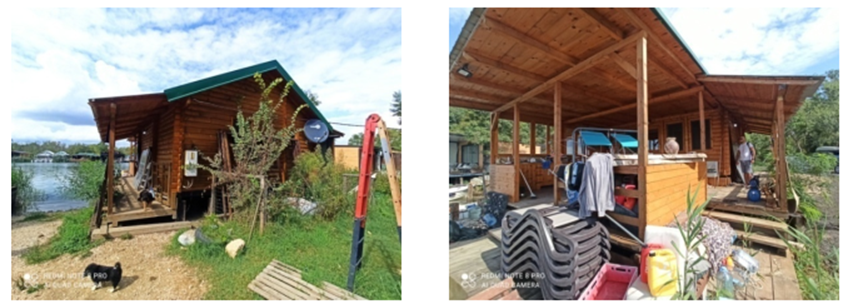 REDMI NOTE 8 PRO
AI QUAD CAMERA
REDMI NOTE 8 PRO
AI QUAD CAMERA